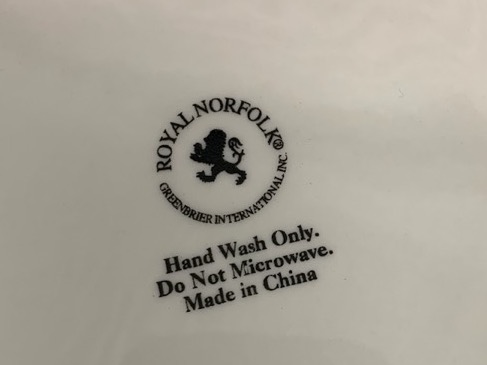 ROYAL NORFOLK®
GREENBRIER INTERNATIONAL INC.
Hand Wash Only.
Do Not Microwave.
Made in China